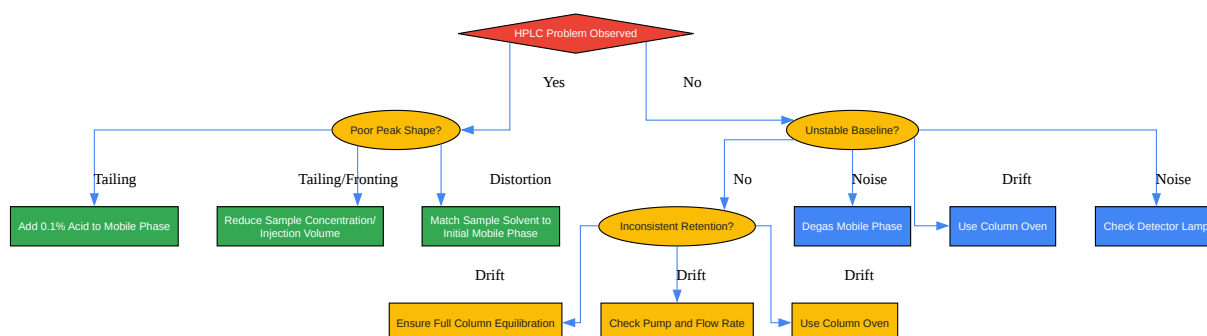 HPLC Problem Observed
Yes
No
Poor Peak Shape?
Unstable Baseline?
Tailing
Tailing/Fronting
Distortion
No
Noise
Drift
Noise
Add 0.1% Acid to Mobile Phase
Reduce Sample Concentration/
Injection Volume
Match Sample Solvent to
Initial Mobile Phase
Inconsistent Retention?
Degas Mobile Phase
Use Column Oven
Check Detector Lamp
Drift
Drift
Drift
Ensure Full Column Equilibration
Check Pump and Flow Rate
Use Column Oven